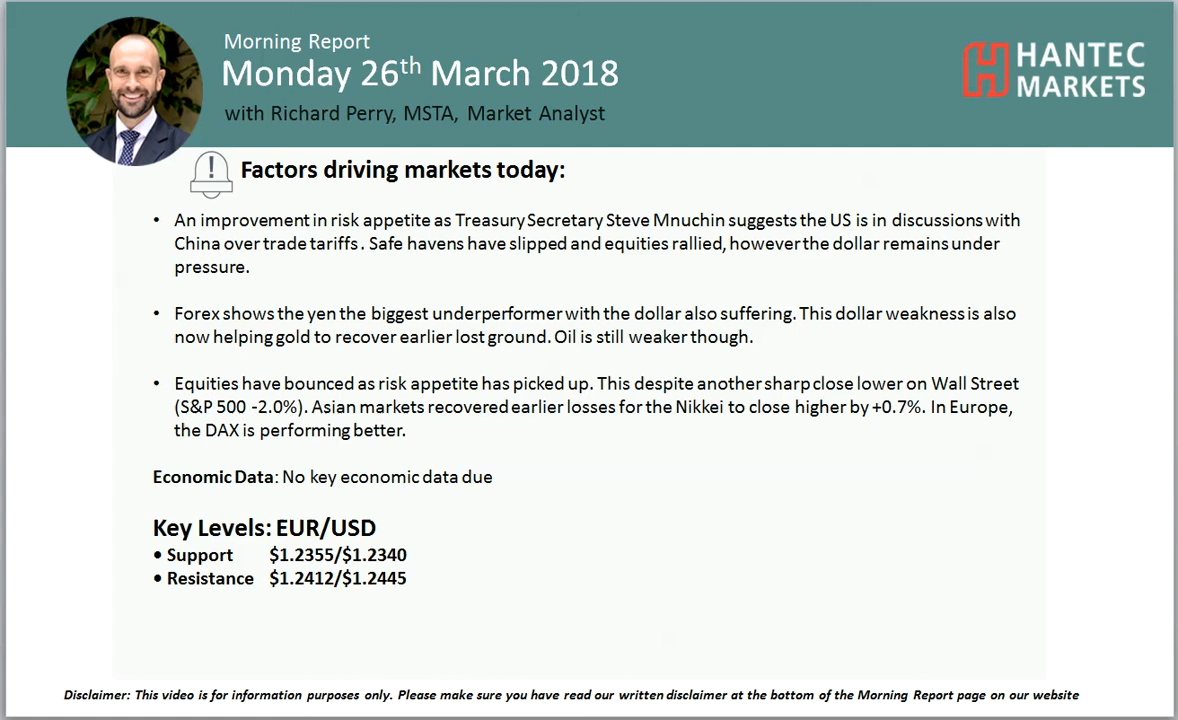 Morning Report
Monday 26th March 2018
with Richard Perry, MSTA, Market Analyst
HANTEC
MARKETS
Factors driving markets today:
• An improvement in risk appetite as Treasury Secretary Steve Mnuchin suggests the US is in discussions with
China over trade tariffs. Safe havens have slipped and equities rallied, however the dollar remains under
pressure.
• Forex shows the yen the biggest underperformer with the dollar also suffering. This dollar weakness is also
now helping gold to recover earlier lost ground. Oil is still weaker though.
• Equities have bounced as risk appetite has picked up. This despite another sharp close lower on Wall Street
(S&P 500 -2.0%). Asian markets recovered earlier losses for the Nikkei to close higher by +0.7%. In Europe,
the DAX is performing better.
Economic Data: No key economic data due
Key Levels: EUR/USD
• Support $1.2355/$1.2340
• Resistance $1.2412/$1.2445
Disclaimer: This video is for information purposes only. Please make sure you have read our written disclaimer at the bottom of the Morning Report page on our website